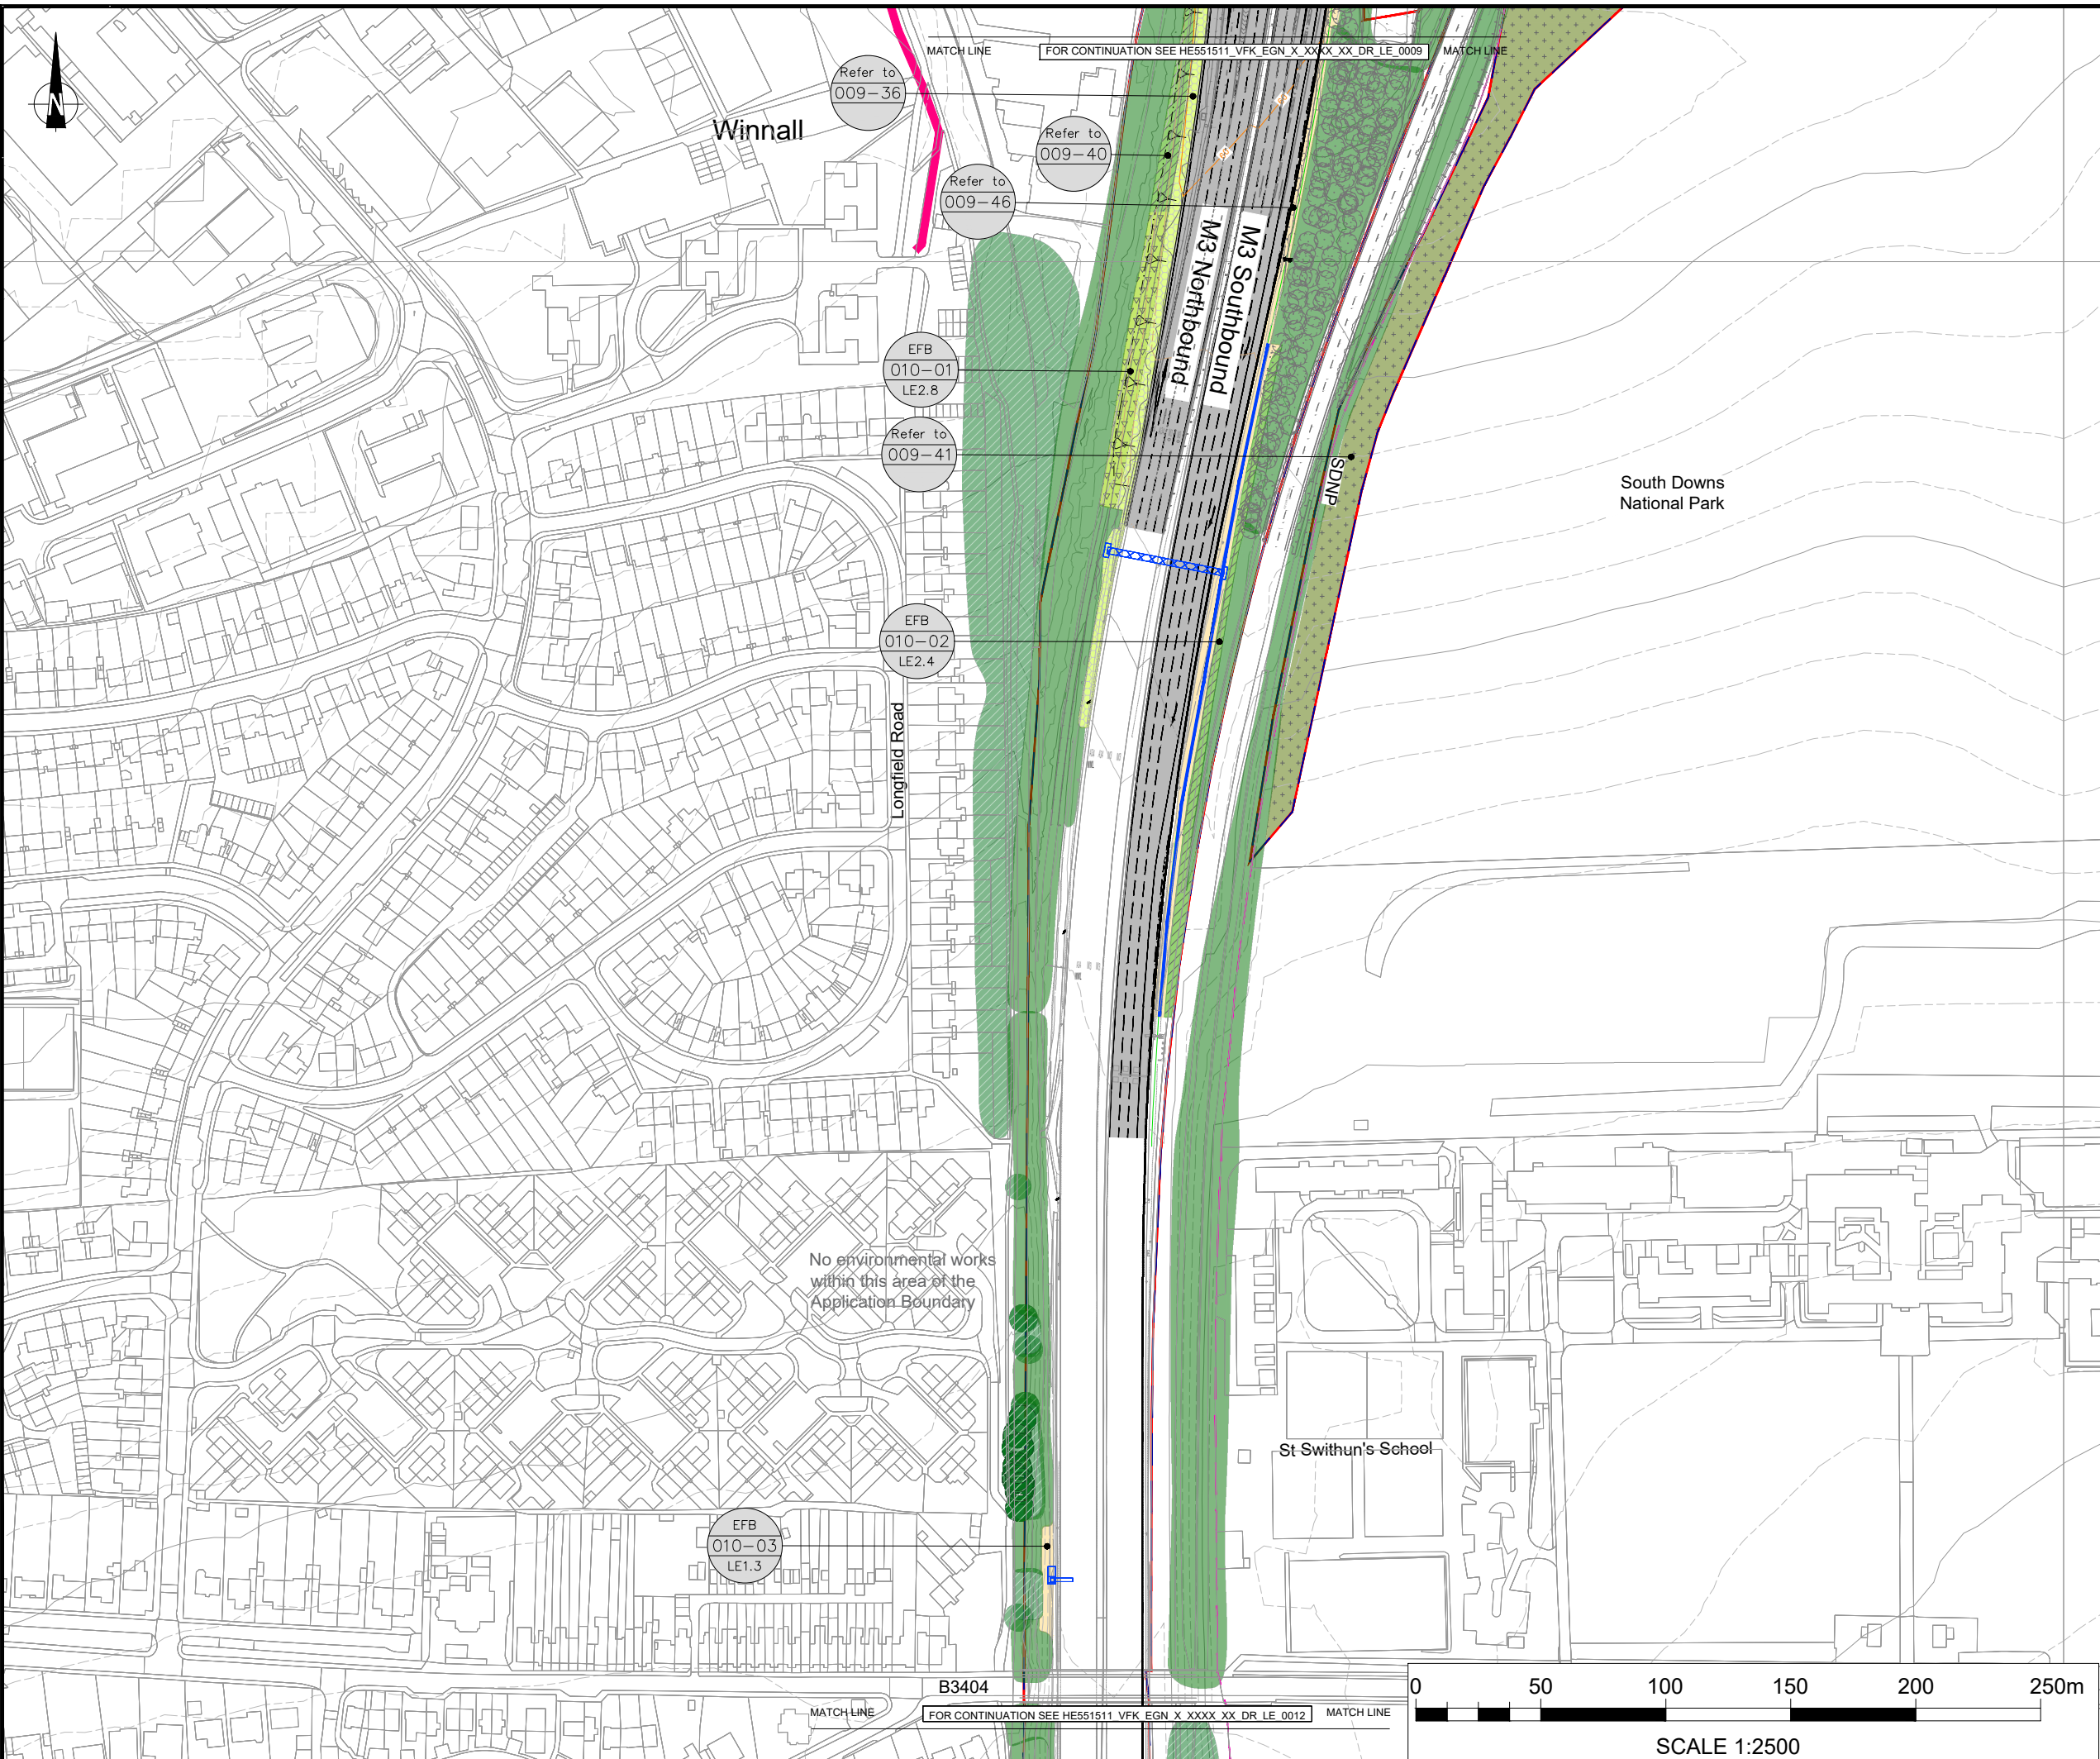 MATCH LINE
FOR CONTINUATION SEE HE551511_VFK_EGN_X_XXXX_XX_DR_LE_0009
MATCH LINE
N
Refer to
009-36
Winnall
Refer to
009-40
Refer to
009-46
M3 Northbound
M3 Southbound
EFB
010-01
LE2.8
Refer to
009-41
SDNP
South Downs
National Park
EFB
010-02
LE2.4
Longfield Road
No environmental works
within this area of the
Application Boundary
St Swithun's School
EFB
010-03
LE1.3
B3404
MATCH LINE
FOR CONTINUATION SEE HE551511_VFK_EGN_X_XXXX_XX_DR_LE_0012
MATCH LINE
0 50 100 150 200 250m
SCALE 1:2500